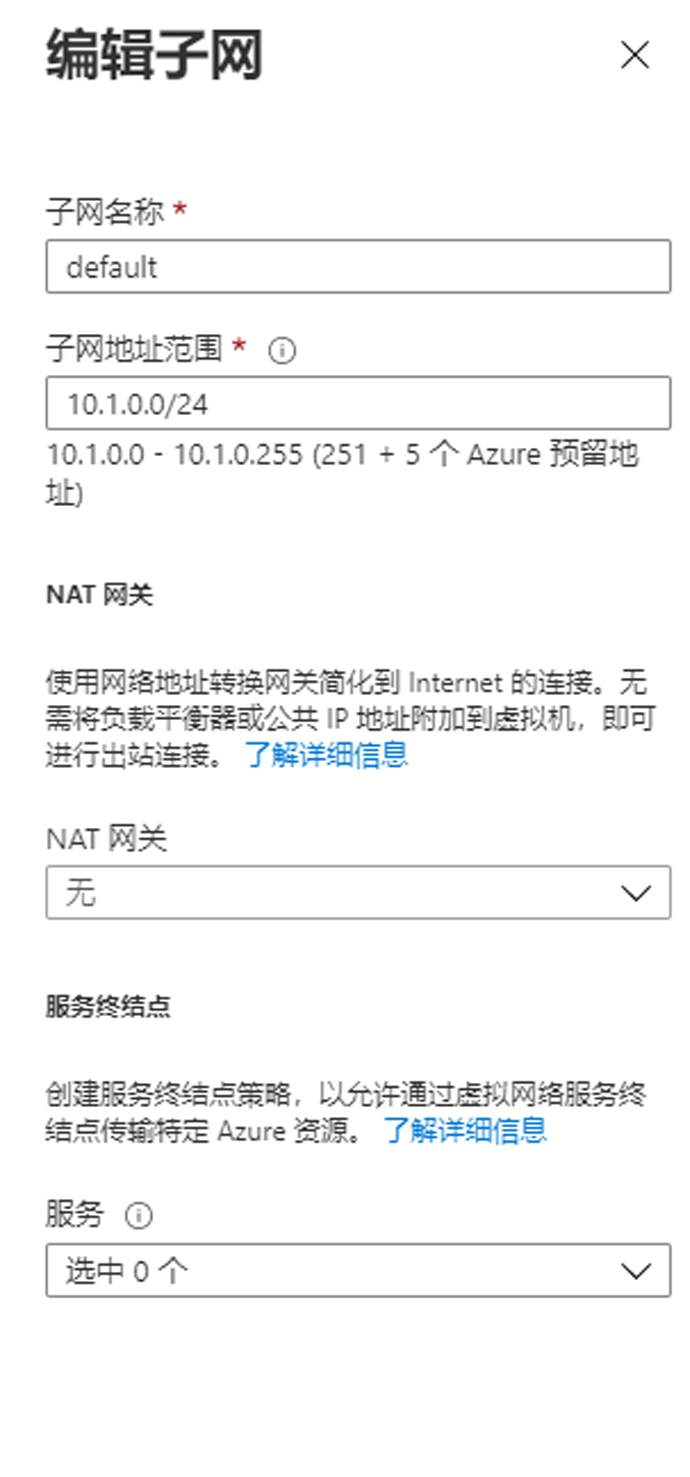 编辑子网
子网名称 *
default
子网地址范围 *
10.1.0.0/24
10.1.0.0 - 10.1.0.255 (251 + 5 个 Azure 预留地
址)
NAT 网关
使用网络地址转换网关简化到 Internet 的连接。无
需将负载平衡器或公共 IP 地址附加到虚拟机，即可
进行出站连接。 了解详细信息
NAT 网关
无
服务终结点
创建服务终结点策略，以允许通过虚拟网络服务终
结点传输特定 Azure 资源。 了解详细信息
服务
选中 0 个